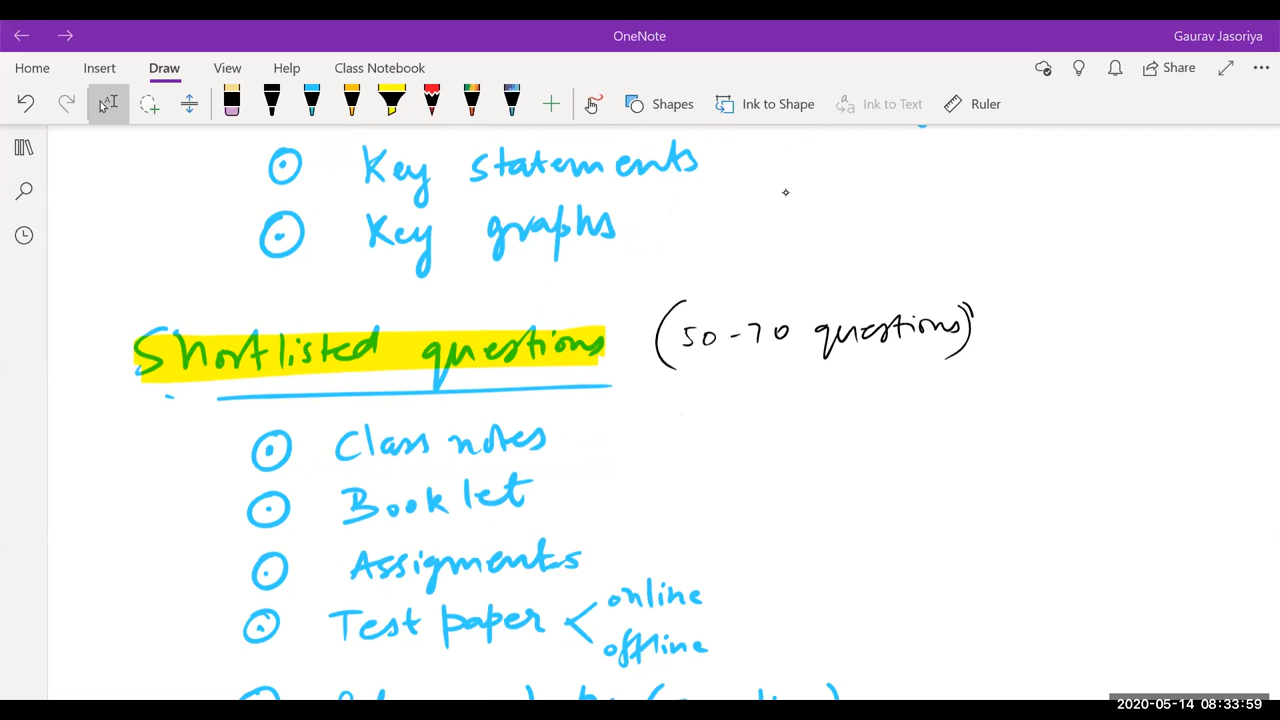 OneNote
Gaurav Jasoriya
Home Insert Draw View Help Class Notebook Share
Shapes Ink to Shape Ink to Text Ruler
Key statements
Key graphs
Shortlisted questions (50-70 questions)
Class notes
Booklet
Assigments
Test paper < online
offline
2020-05-14 08:33:59